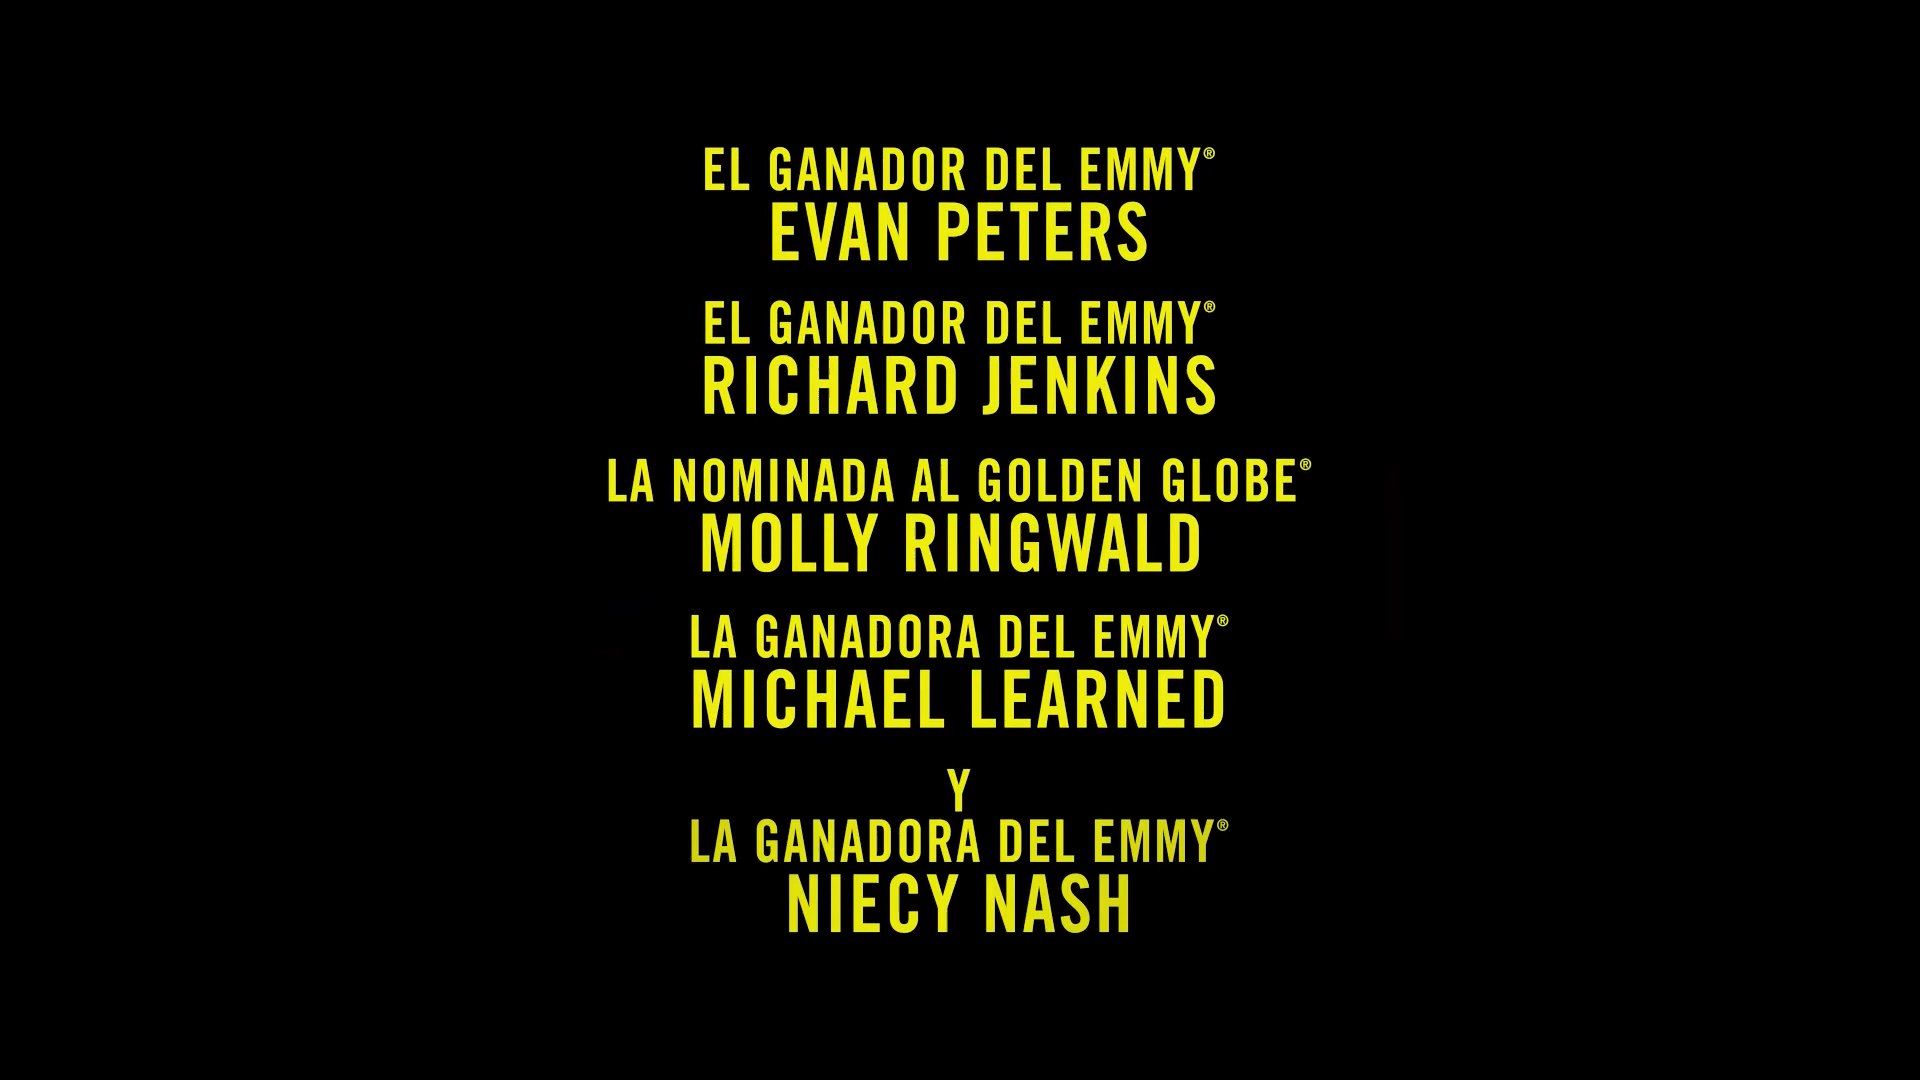 EL GANADOR DEL EMMY®
EVAN PETERS
EL GANADOR DEL EMMY®
RICHARD JENKINS
LA NOMINADA AL GOLDEN GLOBE®
MOLLY RINGWALD
LA GANADORA DEL EMMY®
MICHAEL LEARNED
Y
LA GANADORA DEL EMMY®
NIECY NASH